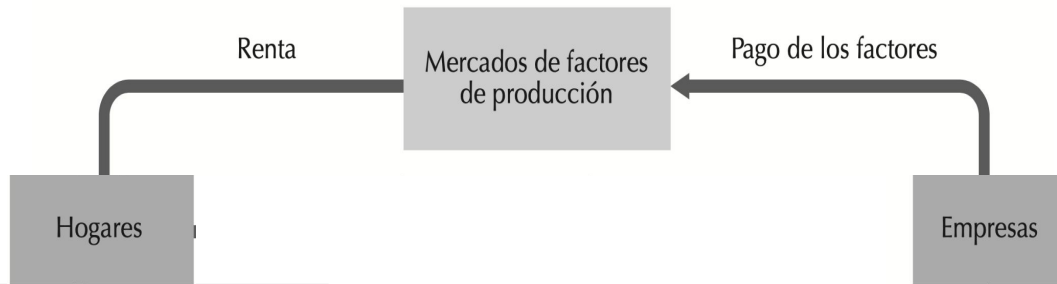 Renta
Mercados de factores
de producción
Pago de los factores
Hogares
Empresas